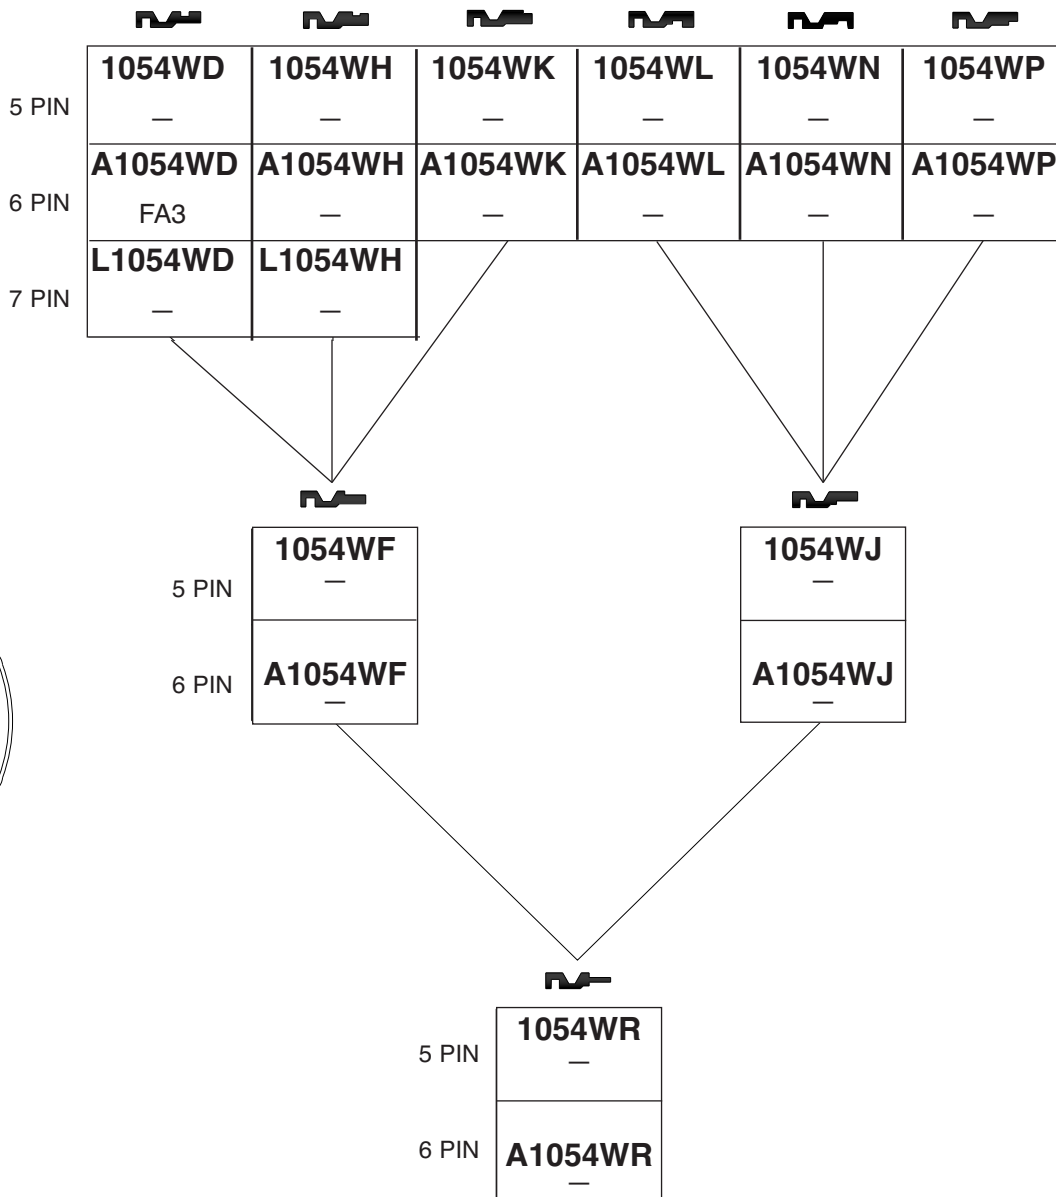 1054WD 1054WH 1054WK 1054WL 1054WN 1054WP
5 PIN — — — — — —
A1054WD A1054WH A1054WK A1054WL A1054WN A1054WP
6 PIN FA3 — — — — —
L1054WD L1054WH
7 PIN — —
1054WF 1054WJ
5 PIN — —
A1054WF A1054WJ
6 PIN — —
1054WR
5 PIN —
A1054WR
6 PIN —